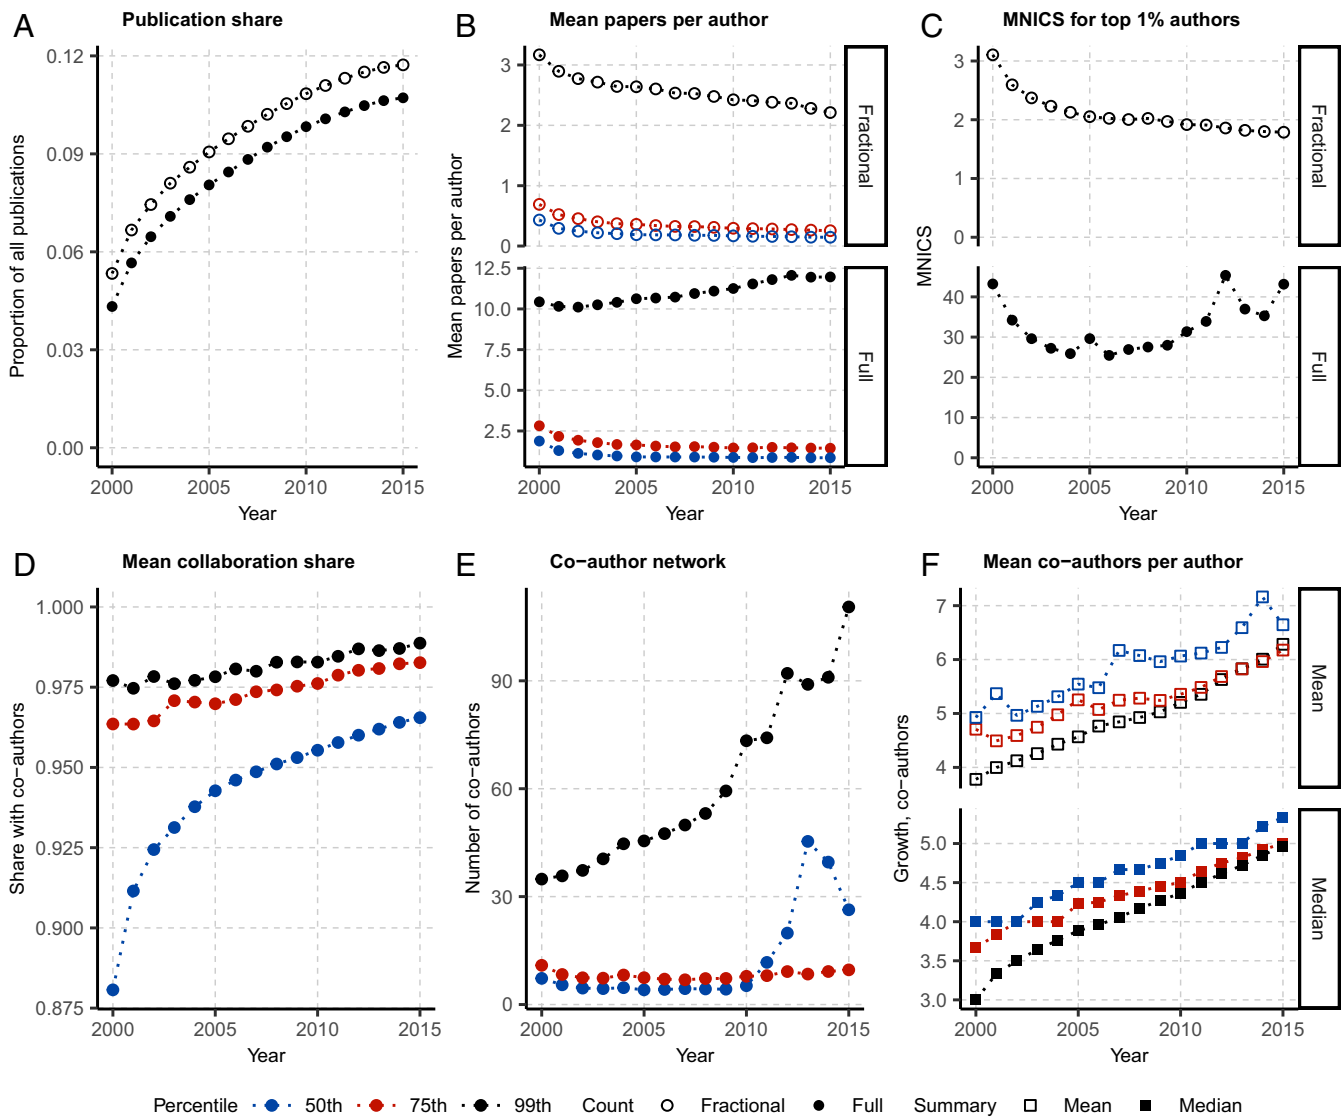 A Publication share
Proportion of all publications
0.12
0.09
0.06
0.03
0.00
2000 2005 2010 2015
Year
B Mean papers per author
Mean papers per author
3
2
1
0
Fractional
12.5
10.0
7.5
5.0
2.5
Full
2000 2005 2010 2015
Year
C MNICS for top 1% authors
MNICS
3
2
1
0
Fractional
40
30
20
10
0
Full
2000 2005 2010 2015
Year
D Mean collaboration share
Share with co−authors
1.000
0.975
0.950
0.925
0.900
0.875
2000 2005 2010 2015
Year
E Co−author network
Number of co−authors
90
60
30
0
2000 2005 2010 2015
Year
F Mean co−authors per author
Growth, co−authors
7
6
5
4
Mean
5.0
4.5
4.0
3.5
3.0
Median
2000 2005 2010 2015
Year
Percentile 50th 75th 99th Count Fractional Full Summary Mean Median